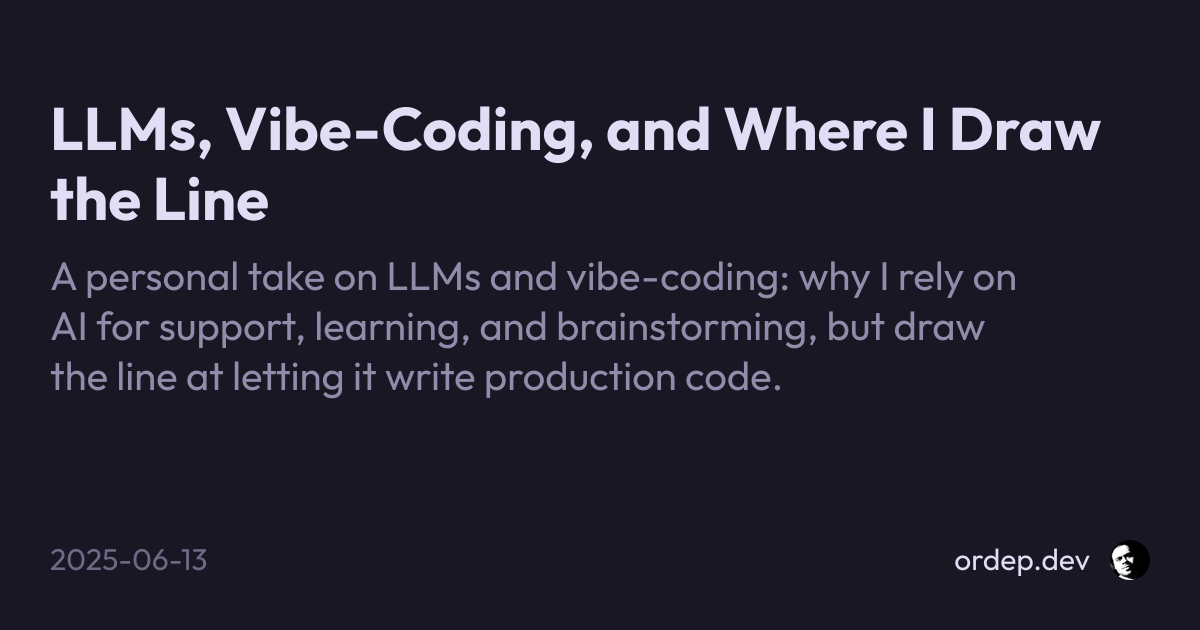 LLMs, Vibe-Coding, and Where I Draw
the Line
A personal take on LLMs and vibe-coding: why I rely on
AI for support, learning, and brainstorming, but draw
the line at letting it write production code.
2025-06-13
ordep.dev